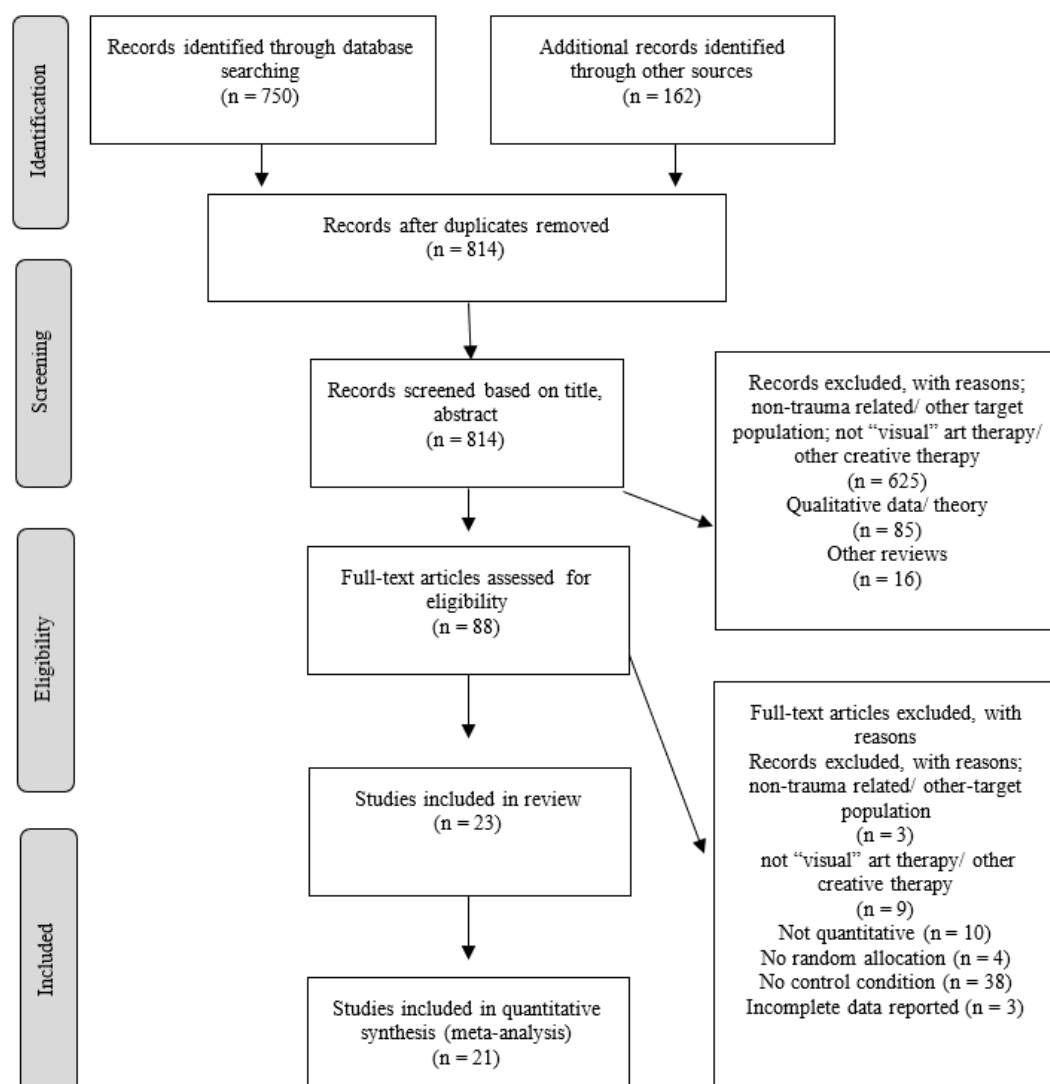 Identification
Records identified through database
searching
(n = 750)
Additional records identified
through other sources
(n = 162)
Records after duplicates removed
(n = 814)
Screening
Records screened based on title,
abstract
(n = 814)
Records excluded, with reasons;
non-trauma related/ other target
population; not “visual” art therapy/
other creative therapy
(n = 625)
Qualitative data/ theory
(n = 85)
Other reviews
(n = 16)
Eligibility
Full-text articles assessed for
eligibility
(n = 88)
Full-text articles excluded, with
reasons
Records excluded, with reasons;
non-trauma related/ other-target
population
(n = 3)
not “visual” art therapy/ other
creative therapy
(n = 9)
Not quantitative (n = 10)
No random allocation (n = 4)
No control condition (n = 38)
Incomplete data reported (n = 3)
Studies included in review
(n = 23)
Included
Studies included in quantitative
synthesis (meta-analysis)
(n = 21)